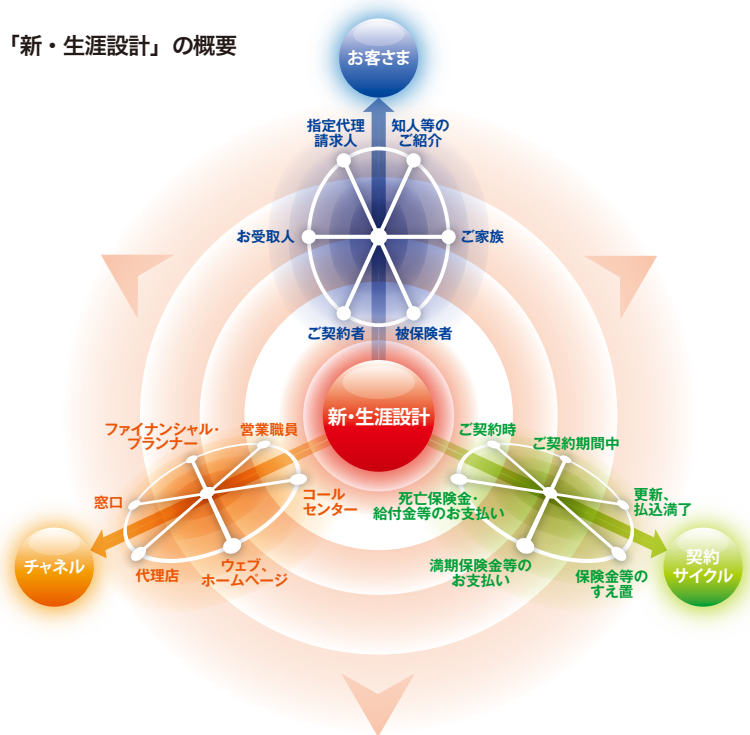 「新・生涯設計」の概要
お客さま
指定代理
請求人
知人等の
ご紹介
お受取人
ご家族
ご契約者
被保険者
新・生涯設計
ファイナンシャル・
プランナー
営業職員
窓口
コール
センター
代理店
ウェブ、
ホームページ
チャネル
ご契約時
ご契約期間中
死亡保険金・
給付金等のお支払い
更新、
払込満了
満期保険金等の
お支払い
保険金等の
すえ置
契約
サイクル